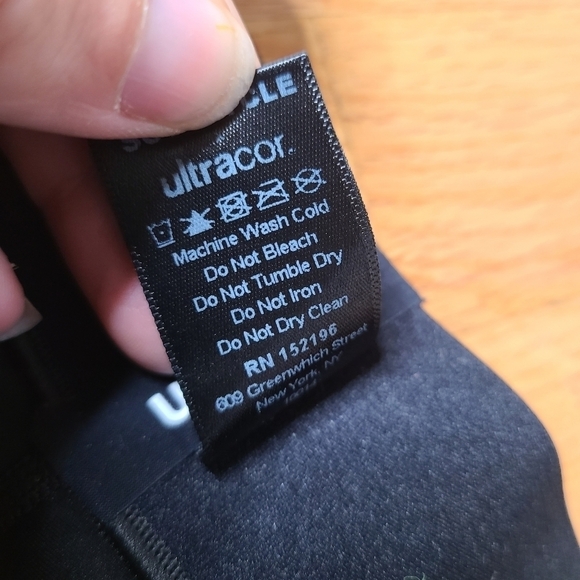 ultracor.
Machine Wash Cold
Do Not Bleach
Do Not Tumble Dry
Do Not Iron
Do Not Dry Clean
RN 152196
609 Greenwhich Street
New York, NY